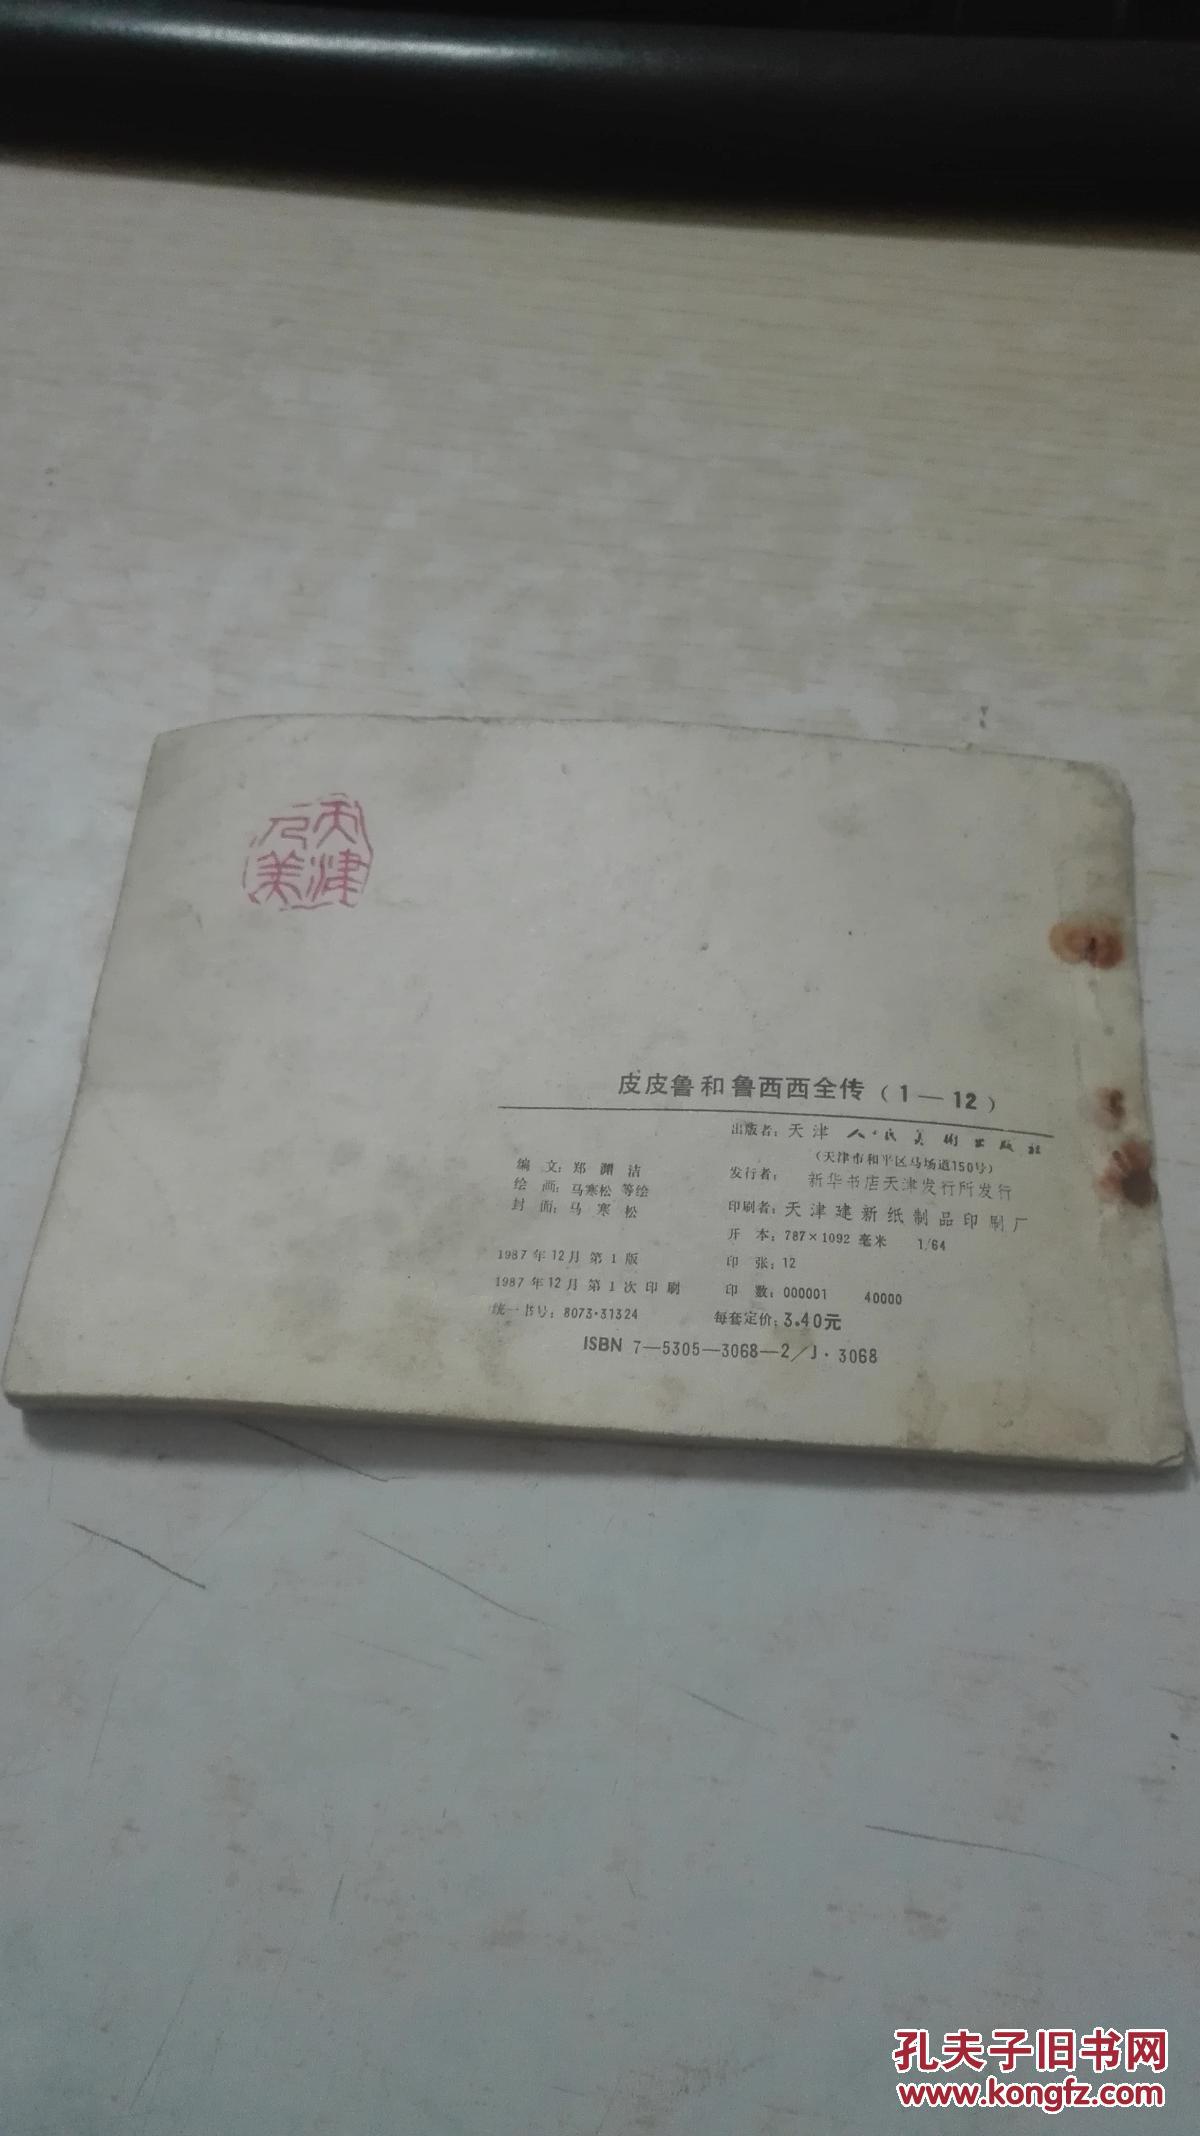 天津
人美
皮皮鲁和鲁西西全传（1—12）
编 文：郑 渊 洁
绘 画：马寒松 等绘
封 面：马 寒 松
1987年12月第1版
1987年12月第1次印刷
统一书号：8073·31324
出版者：天津人民美術出版社
（天津市和平区马场道150号）
发行者：新华书店天津发行所发行
印刷者：天津建新纸制品印刷厂
开 本：787×1092 毫米 1/64
印 张：12
印 数：000001 40000
每套定价：3.40元
ISBN 7—5305—3068—2／J·3068
孔夫子旧书网
www.kongfz.com